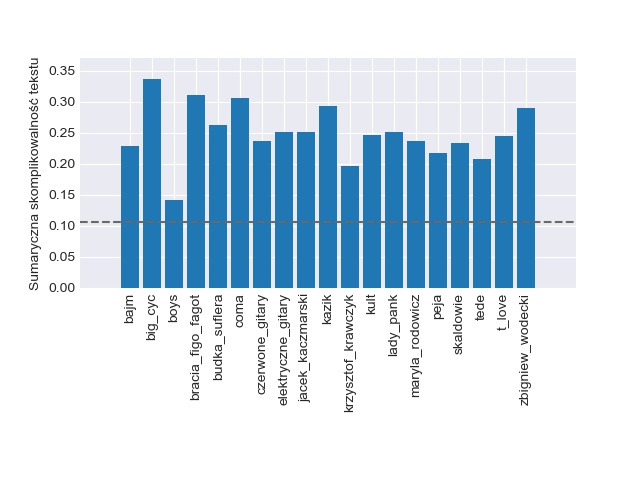 Sumaryczna skomplikowalność tekstu
0.35
0.30
0.25
0.20
0.15
0.10
0.05
0.00
bajm
big_cyc
boys
bracia_figo_fagot
budka_suflera
coma
czerwone_gitary
elektryczne_gitary
jacek_kaczmarski
kazik
krzysztof_krawczyk
kult
lady_pank
maryla_rodowicz
peja
skaldowie
tede
t_love
zbigniew_wodecki